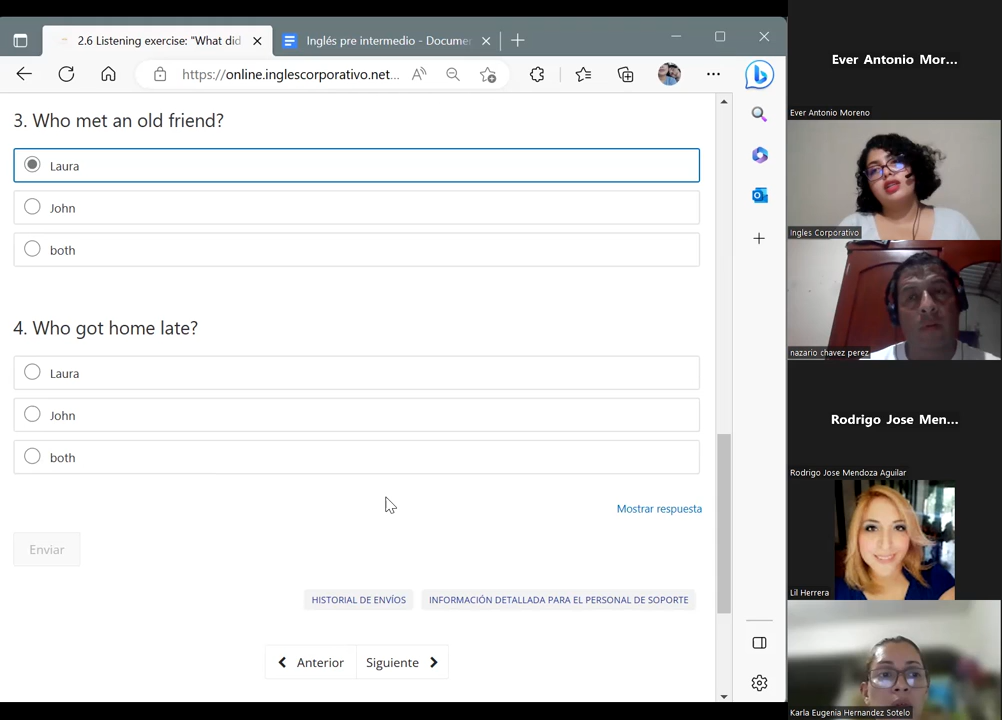 2.6 Listening exercise: "What did
Inglés pre intermedio - Documen
https://online.inglescorporativo.net...
3. Who met an old friend?
Laura
John
both
4. Who got home late?
Laura
John
both
Mostrar respuesta
Enviar
HISTORIAL DE ENVÍOS
INFORMACIÓN DETALLADA PARA EL PERSONAL DE SOPORTE
Anterior
Siguiente
Ever Antonio Mor...
Ever Antonio Moreno
Ingles Corporativo
nazario chavez perez
Rodrigo Jose Men...
Rodrigo Jose Mendoza Aguilar
Lil Herrera
Karla Eugenia Hernandez Sotelo